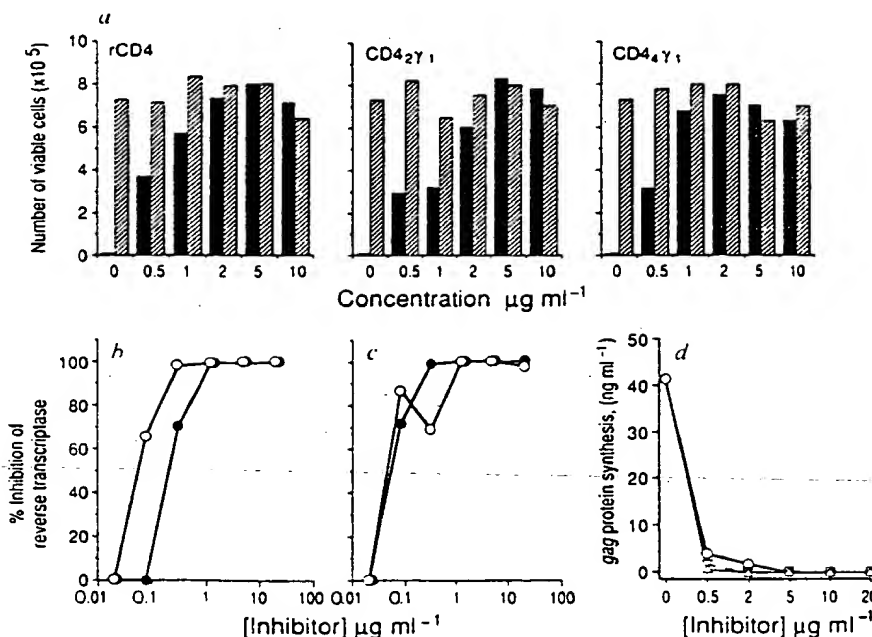 a
rCD4
CD4₂γ₁
CD4₄γ₁
Number of viable cells (x10⁵)
10
8
6
4
2
0
0 0.5 1 2 5 10
0 0.5 1 2 5 10
0 0.5 1 2 5 10
Concentration μg ml⁻¹
b
c
d
% Inhibition of
reverse transcriptase
100
80
60
40
20
0
gag protein synthesis, (ng ml⁻¹)
50
40
30
20
10
0
0.01 0.1 1 10 100
0.01 0.1 1 10 100
0 0.5 2 5 10 20
[Inhibitor] μg ml⁻¹
[Inhibitor] μg ml⁻¹